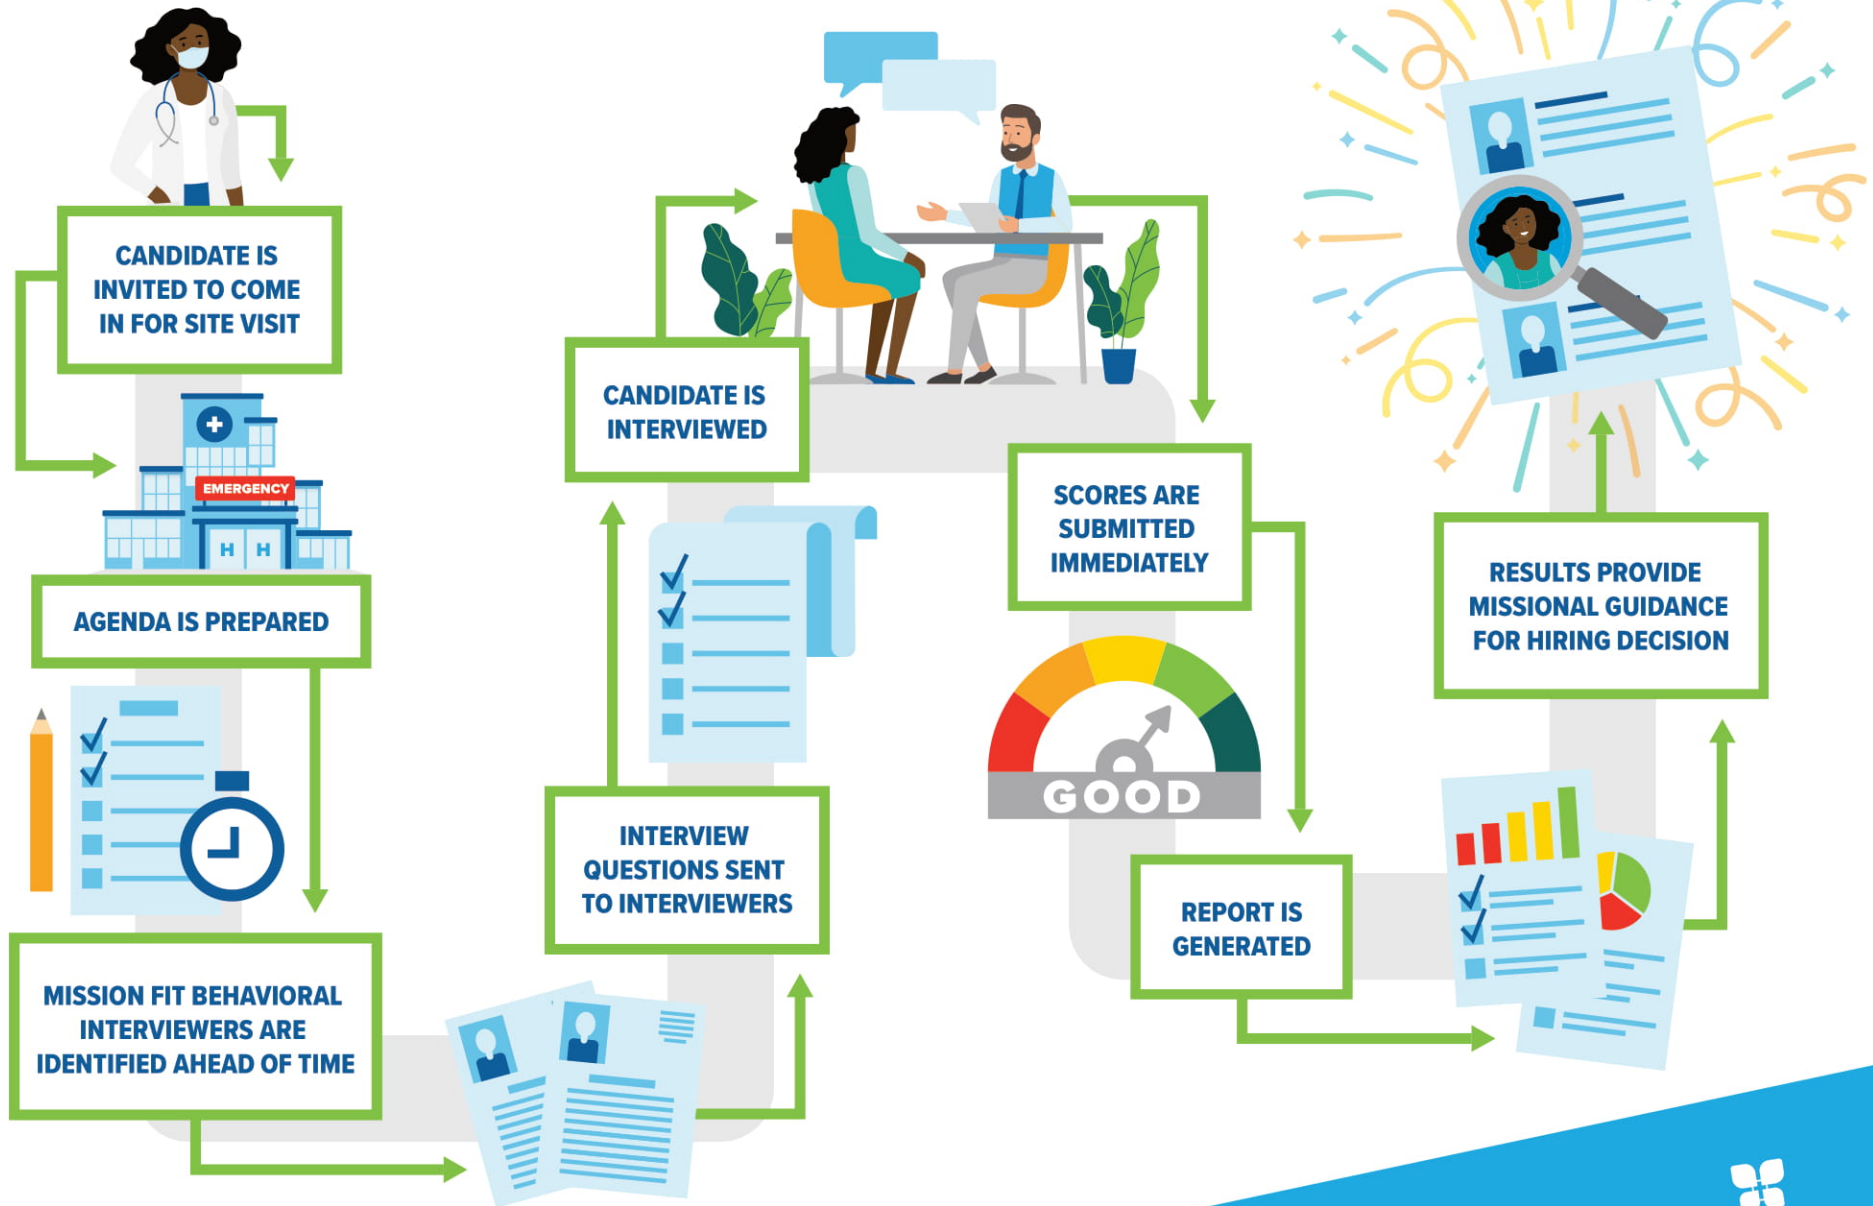 CANDIDATE IS
INVITED TO COME
IN FOR SITE VISIT
EMERGENCY
H H
AGENDA IS PREPARED
MISSION FIT BEHAVIORAL
INTERVIEWERS ARE
IDENTIFIED AHEAD OF TIME
INTERVIEW
QUESTIONS SENT
TO INTERVIEWERS
CANDIDATE IS
INTERVIEWED
SCORES ARE
SUBMITTED
IMMEDIATELY
GOOD
REPORT IS
GENERATED
RESULTS PROVIDE
MISSIONAL GUIDANCE
FOR HIRING DECISION